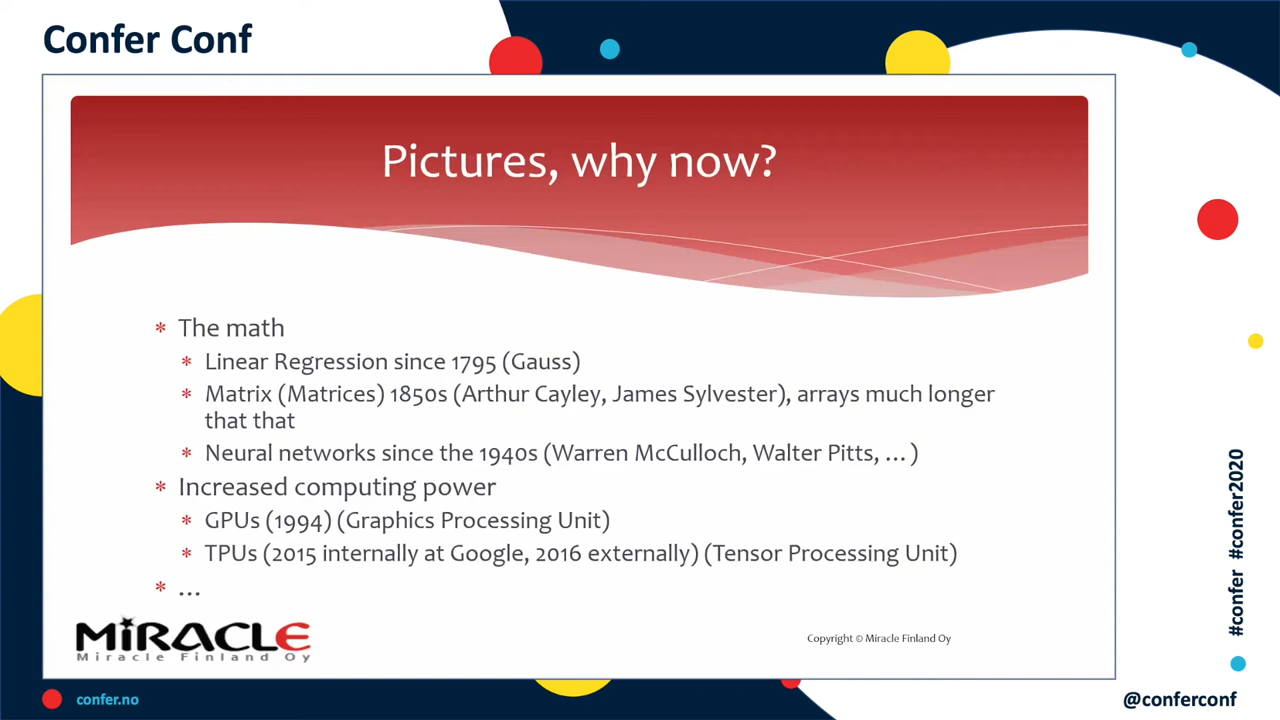 Confer Conf
Pictures, why now?
* The math
* Linear Regression since 1795 (Gauss)
* Matrix (Matrices) 1850s (Arthur Cayley, James Sylvester), arrays much longer
that that
* Neural networks since the 1940s (Warren McCulloch, Walter Pitts, …)
* Increased computing power
* GPUs (1994) (Graphics Processing Unit)
* TPUs (2015 internally at Google, 2016 externally) (Tensor Processing Unit)
* …
MiRACLE
Miracle Finland Oy
Copyright © Miracle Finland Oy
#confer #confer2020
confer.no
@conferconf